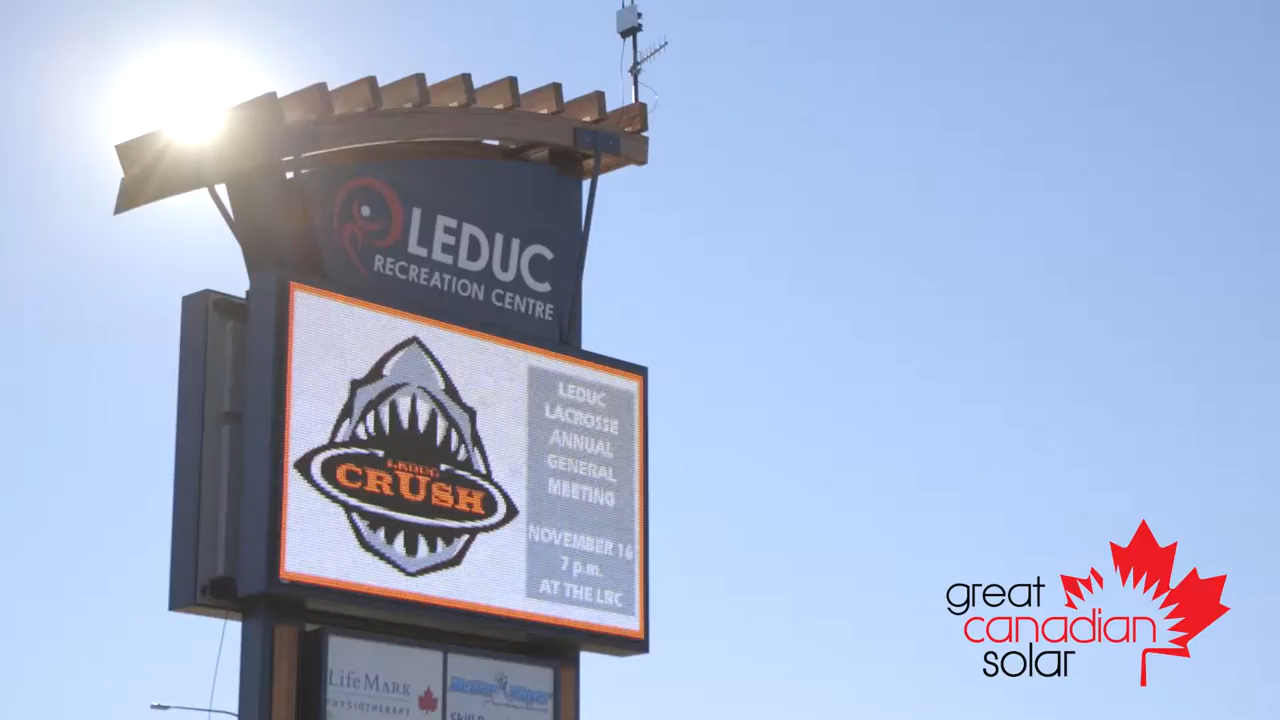 LEDUC
RECREATION CENTRE
LEDUC
CRUSH
LEDUC
LACROSSE
ANNUAL
GENERAL
MEETING
NOVEMBER 16
7 p.m.
AT THE LRC
LifeMark
PHYSIOTHERAPY
great
canadian
solar